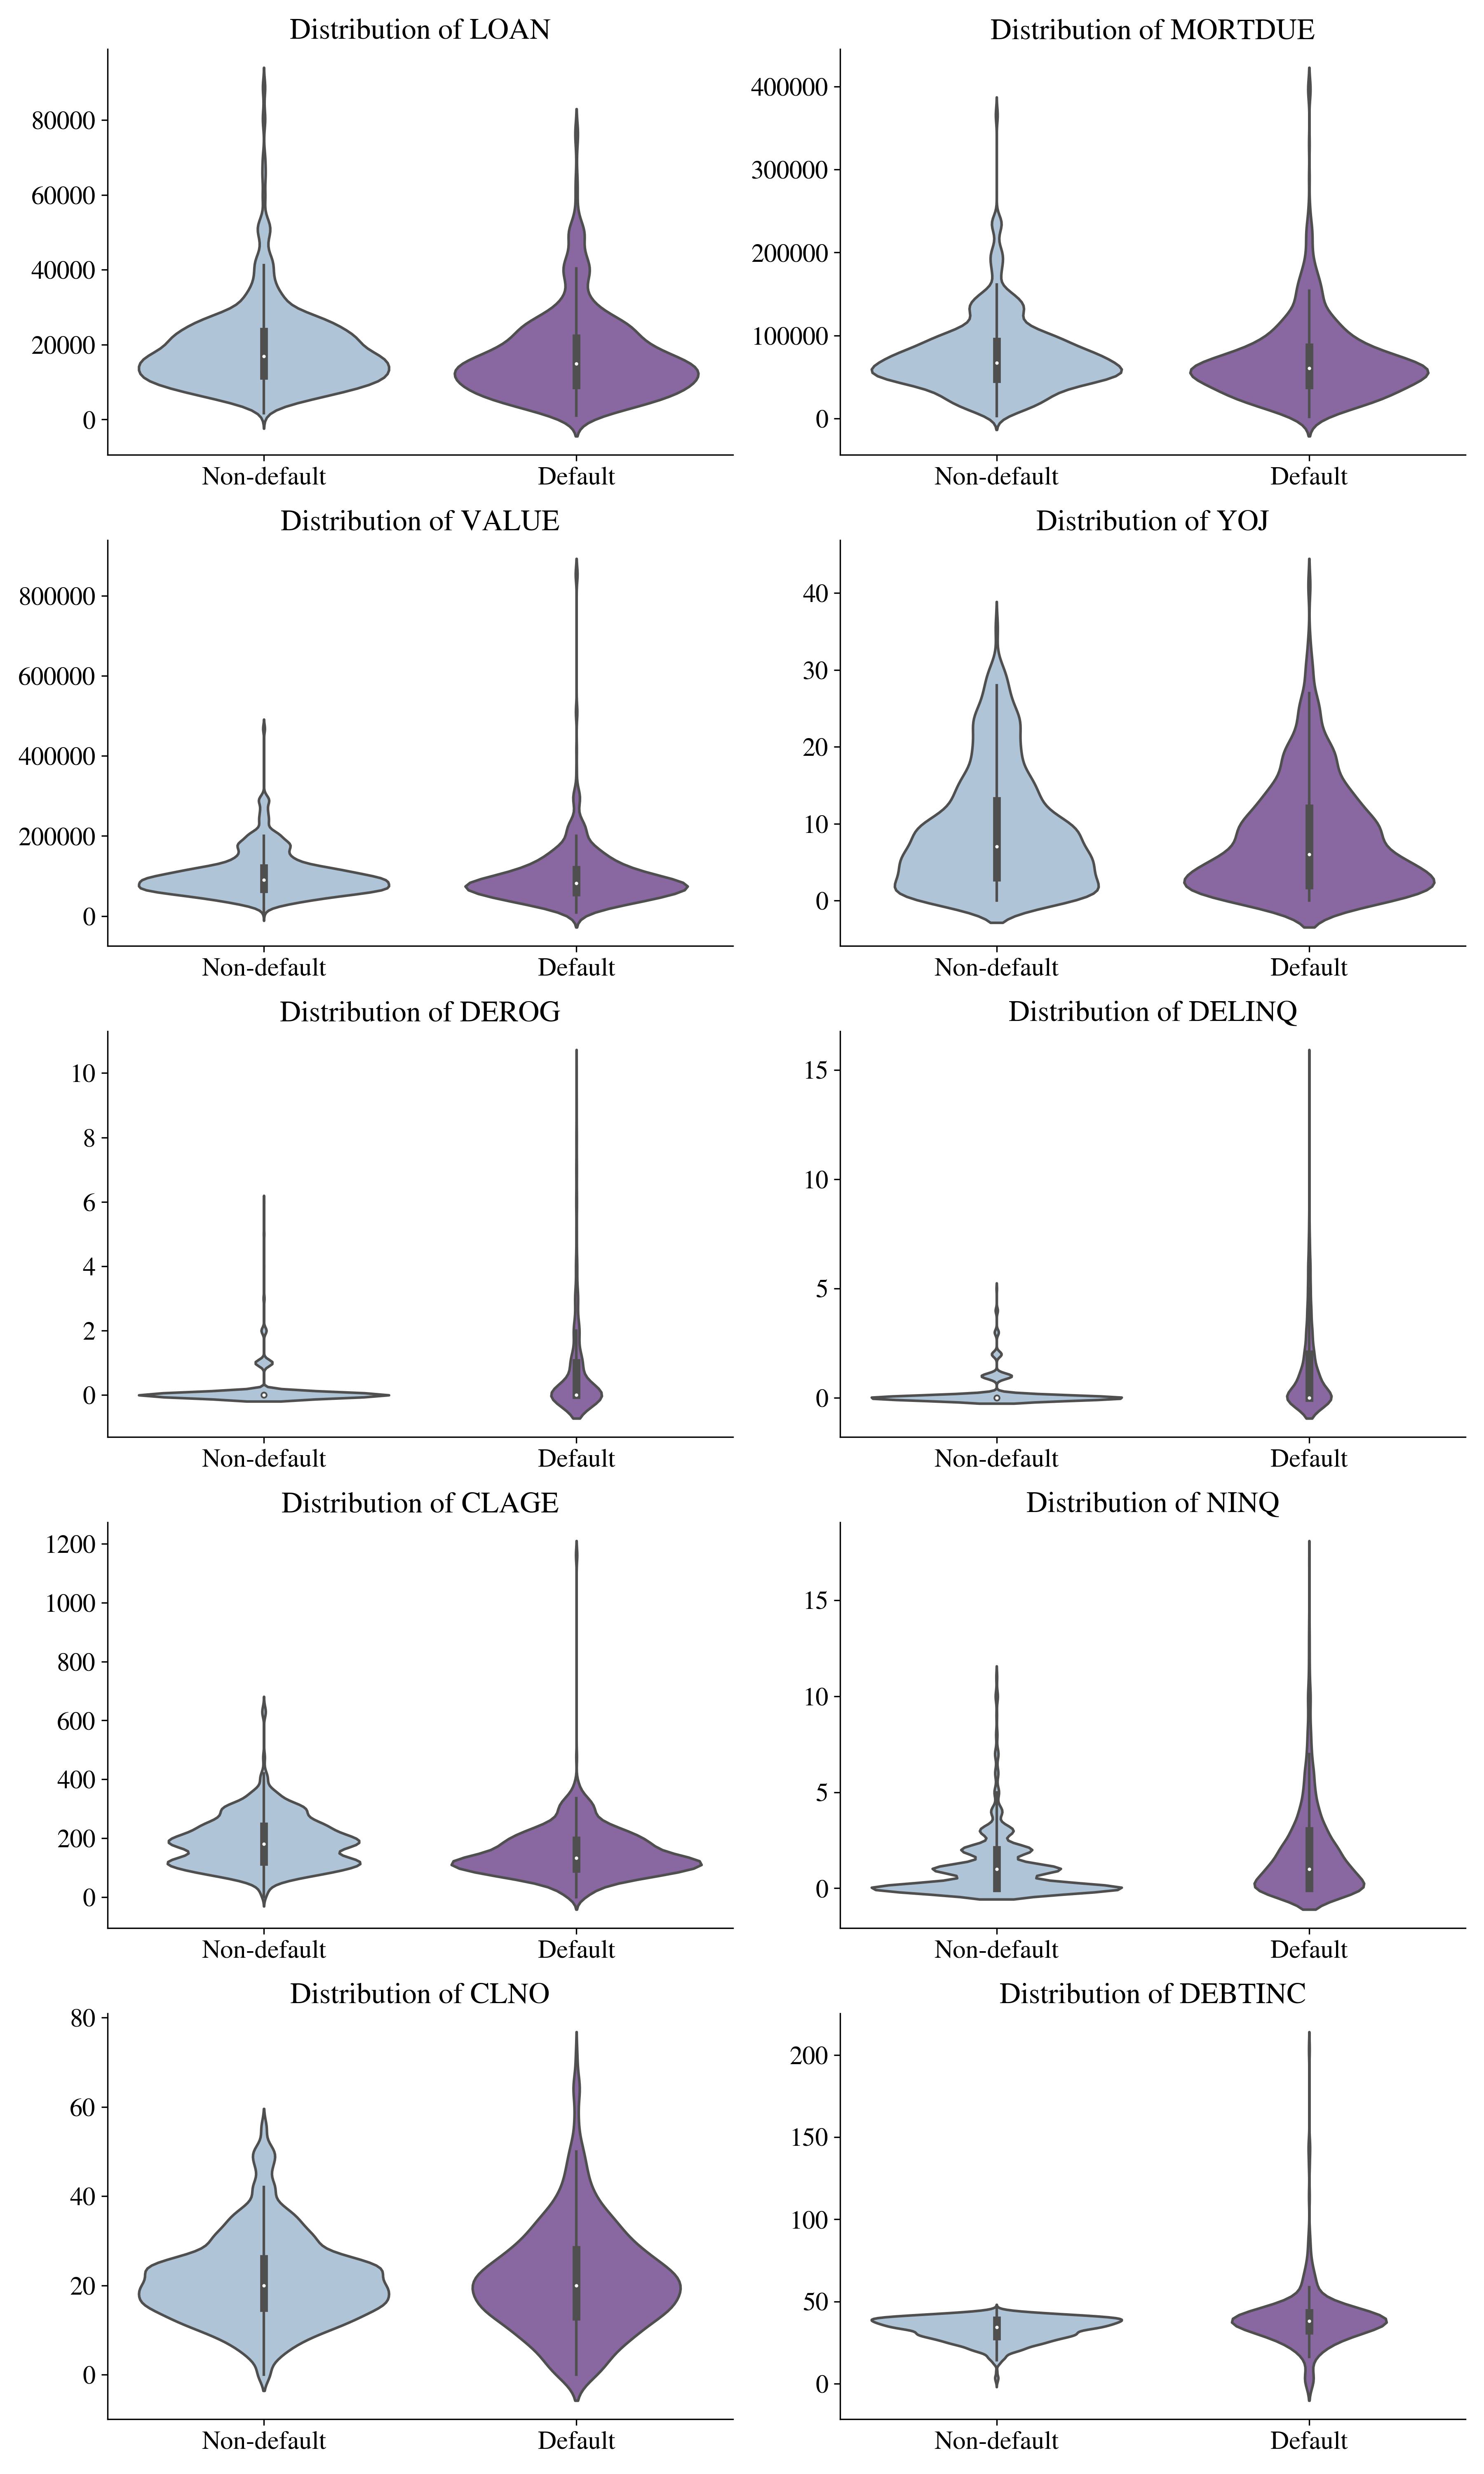 Distribution of LOAN
80000
60000
40000
20000
0
Non-default Default
Distribution of MORTDUE
400000
300000
200000
100000
0
Non-default Default
Distribution of VALUE
800000
600000
400000
200000
0
Non-default Default
Distribution of YOJ
40
30
20
10
0
Non-default Default
Distribution of DEROG
10
8
6
4
2
0
Non-default Default
Distribution of DELINQ
15
10
5
0
Non-default Default
Distribution of CLAGE
1200
1000
800
600
400
200
0
Non-default Default
Distribution of NINQ
15
10
5
0
Non-default Default
Distribution of CLNO
80
60
40
20
0
Non-default Default
Distribution of DEBTINC
200
150
100
50
0
Non-default Default